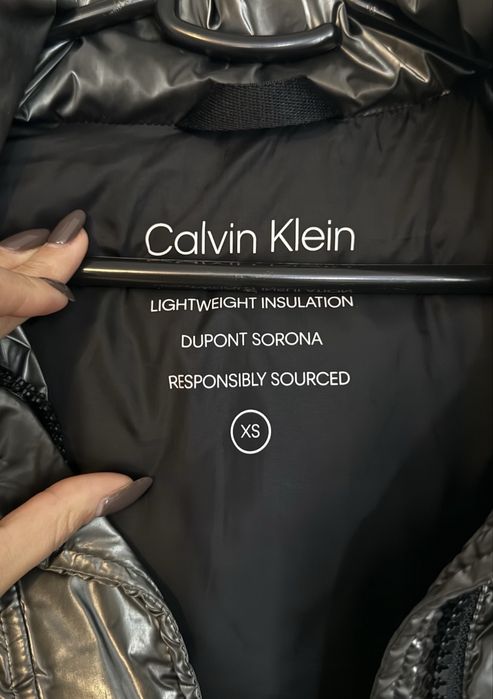 Calvin Klein
LIGHTWEIGHT INSULATION
DUPONT SORONA
RESPONSIBLY SOURCED
XS